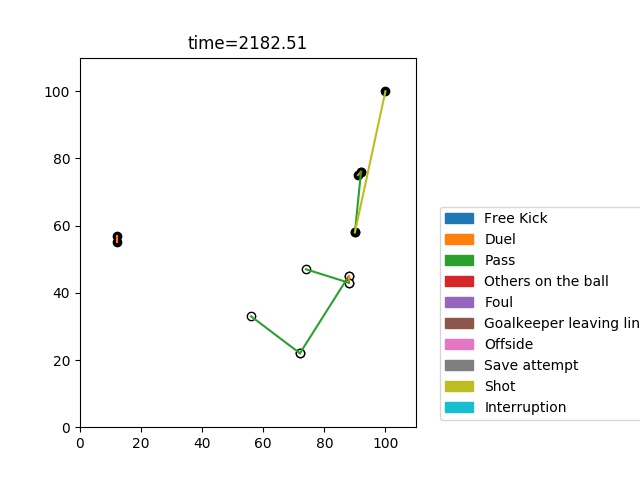 time=2182.51
100
80
60
40
20
0
0 20 40 60 80 100
Free Kick
Duel
Pass
Others on the ball
Foul
Goalkeeper leaving lin
Offside
Save attempt
Shot
Interruption